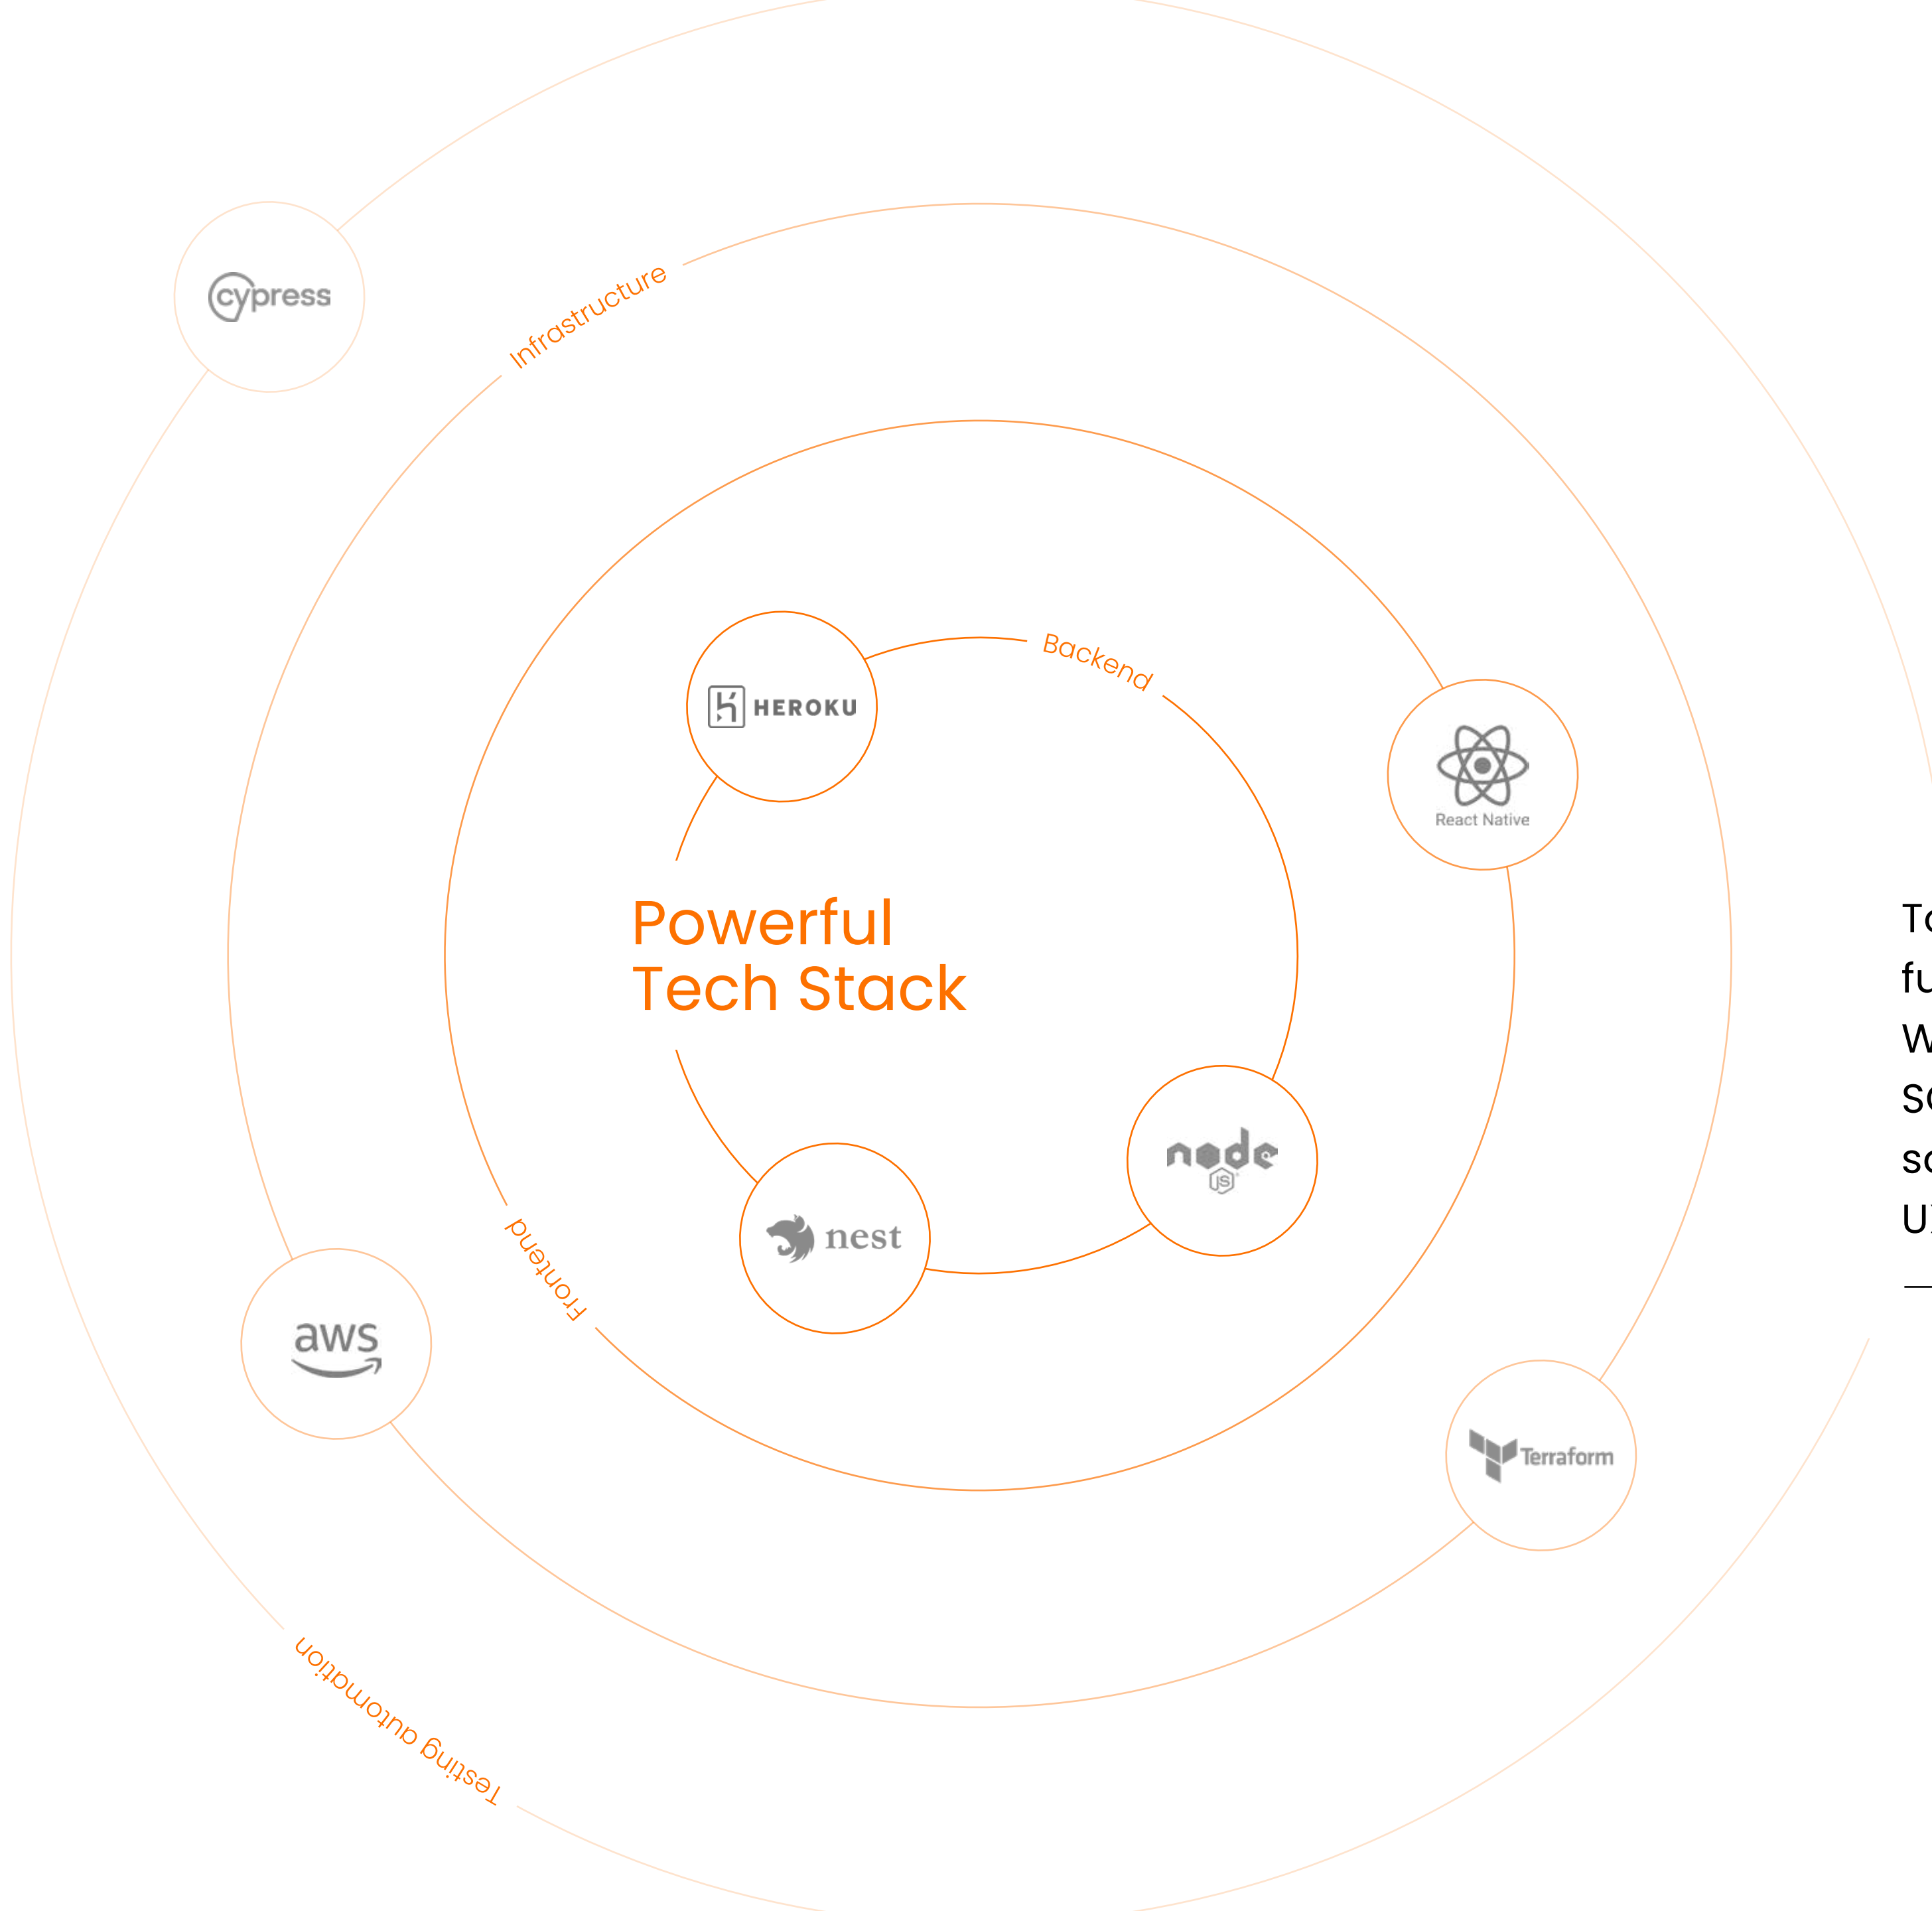 cypress
Infrastructure
Backend
HEROKU
React Native
Powerful
Tech Stack
node
JS
nest
Frontend
aws
Terraform
Testing automation